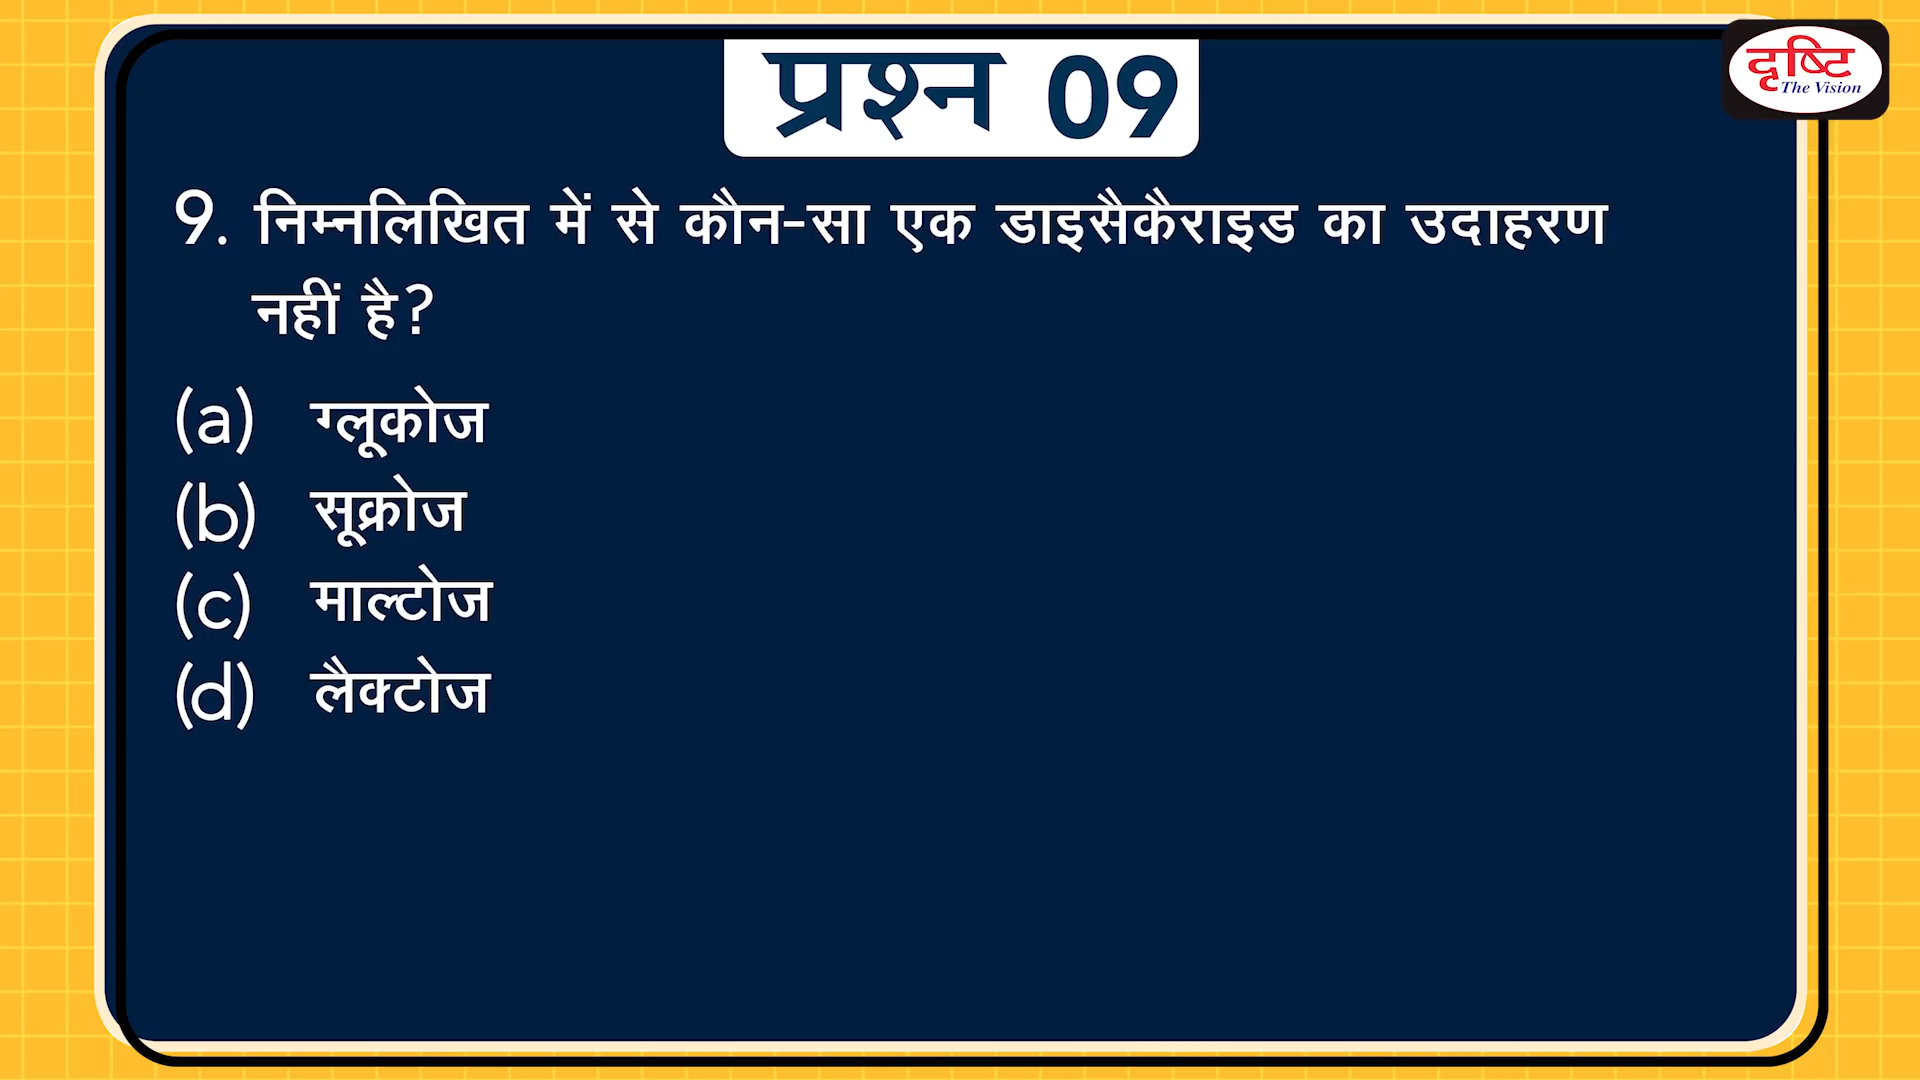 प्रश्न 09
दृष्टि
The Vision
9. निम्नलिखित में से कौन-सा एक डाइसैकैराइड का उदाहरण
नहीं है?
(a) ग्लूकोज
(b) सूक्रोज
(c) माल्टोज
(d) लैक्टोज